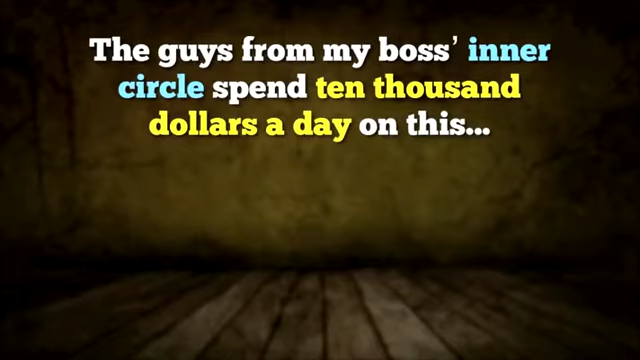 The guys from my boss’ inner
circle spend ten thousand
dollars a day on this...